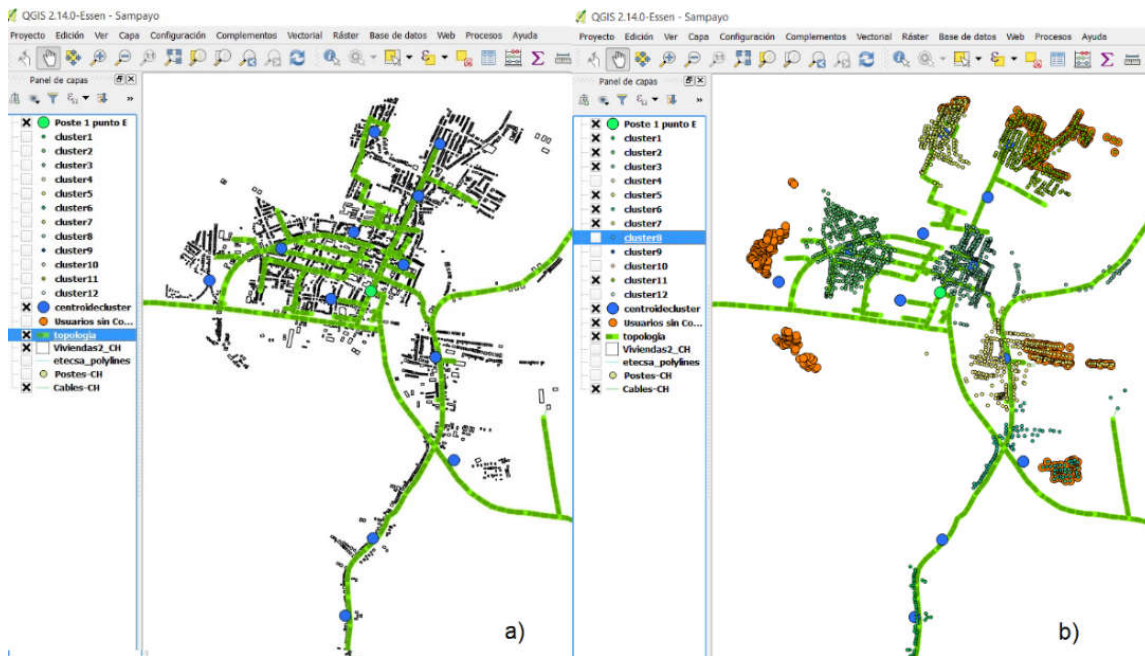 QGIS 2.14.0-Essen - Sampayo
Proyecto Edición Ver Capa Configuración Complementos Vectorial Ráster Base de datos Web Procesos Ayuda
Panel de capas
Poste 1 punto E
cluster1
cluster2
cluster3
cluster4
cluster5
cluster6
cluster7
cluster8
cluster9
cluster10
cluster11
cluster12
centroidecluster
Usuarios sin Co...
topologia
Viviendas2_CH
etecsa_polylines
Postes-CH
Cables-CH
a)
QGIS 2.14.0-Essen - Sampayo
Proyecto Edición Ver Capa Configuración Complementos Vectorial Ráster Base de datos Web Procesos Ayuda
Panel de capas
Poste 1 punto E
cluster1
cluster2
cluster3
cluster4
cluster5
cluster6
cluster7
cluster8
cluster9
cluster10
cluster11
cluster12
centroidecluster
Usuarios sin Co...
topologia
Viviendas2_CH
etecsa_polylines
Postes-CH
Cables-CH
b)